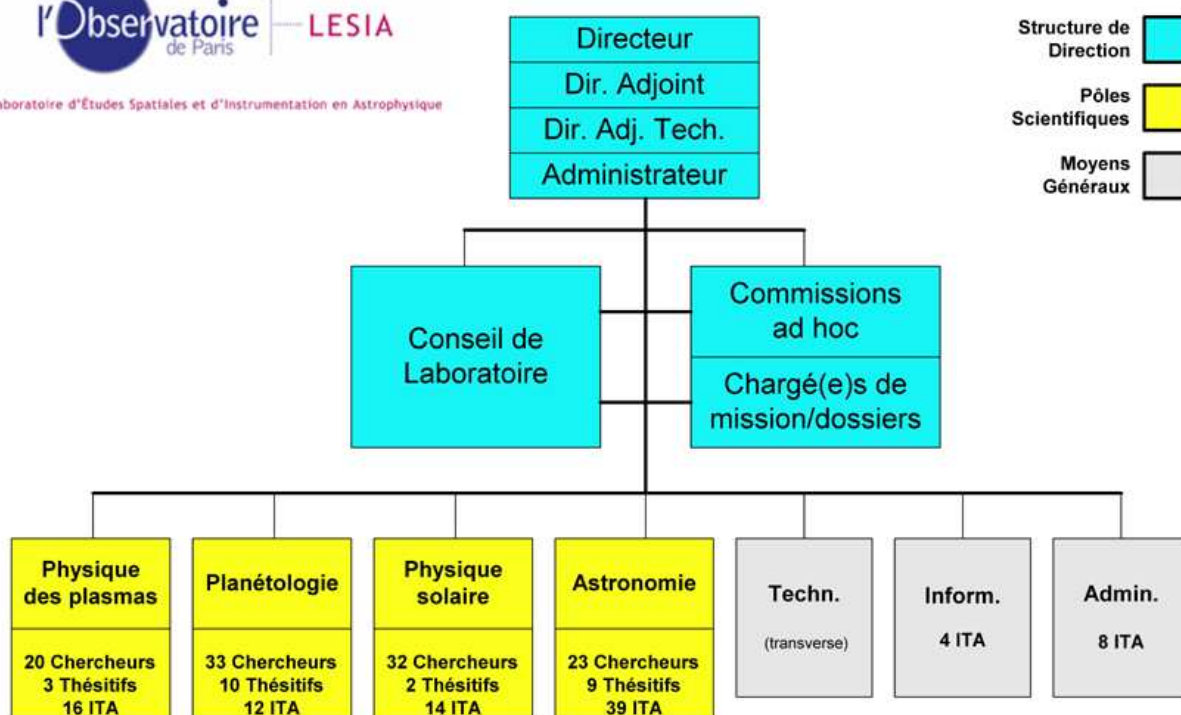 l'Observatoire
de Paris
LESIA
aboratoire d'Études Spatiales et d'Instrumentation en Astrophysique
Directeur
Dir. Adjoint
Dir. Adj. Tech.
Administrateur
Structure de
Direction
Pôles
Scientifiques
Moyens
Généraux
Conseil de
Laboratoire
Commissions
ad hoc
Chargé(e)s de
mission/dossiers
Physique
des plasmas
20 Chercheurs
3 Thésitifs
16 ITA
Planétologie
33 Chercheurs
10 Thésitifs
12 ITA
Physique
solaire
32 Chercheurs
2 Thésitifs
14 ITA
Astronomie
23 Chercheurs
9 Thésitifs
39 ITA
Techn.
(transverse)
Inform.
4 ITA
Admin.
8 ITA